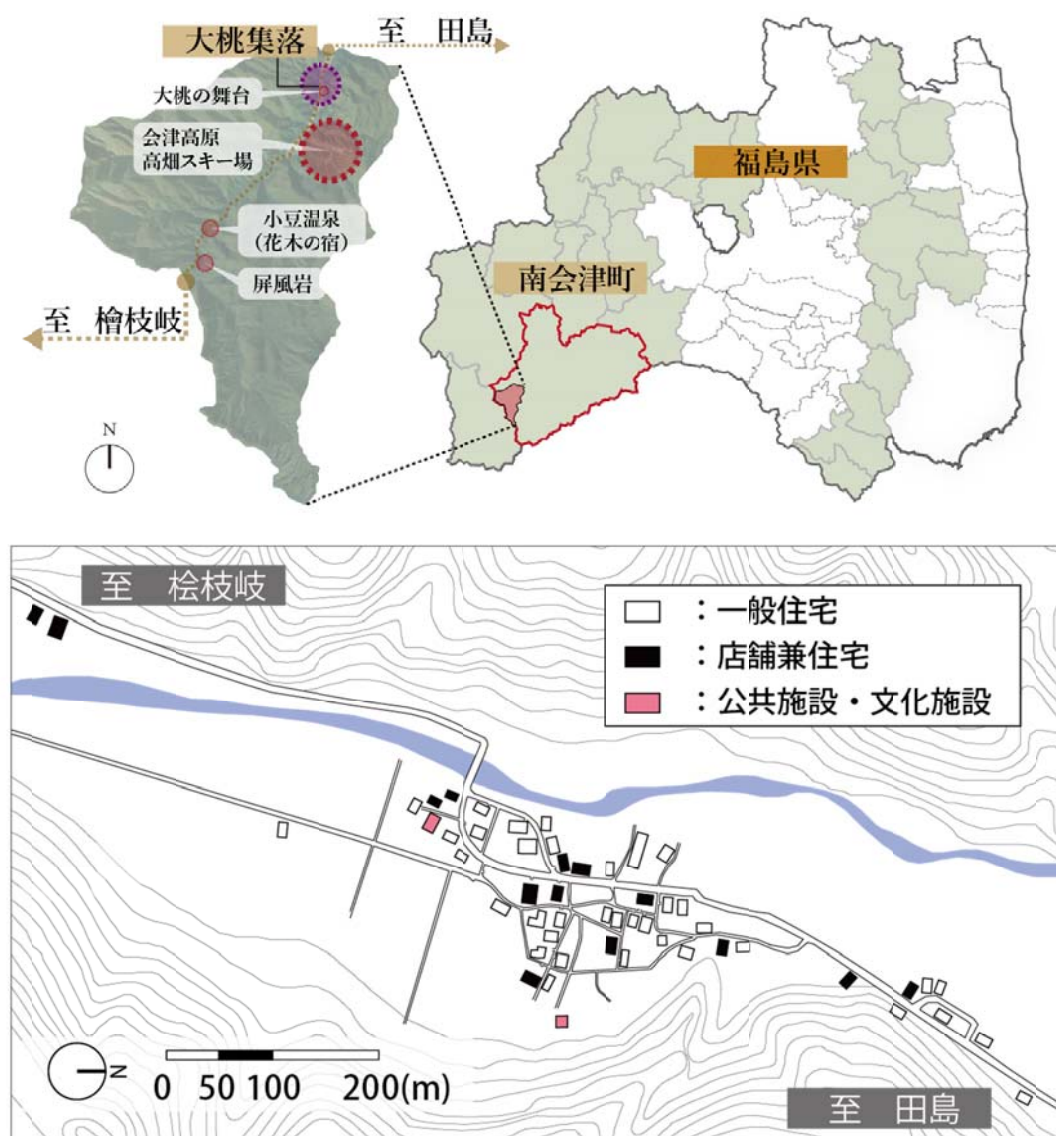 至　田島
大桃集落
大桃の舞台
会津高原
高畑スキー場
小豆温泉
（花木の宿）
屏風岩
至　檜枝岐
N
福島県
南会津町
至　桧枝岐
：一般住宅
：店舗兼住宅
：公共施設・文化施設
N
0 50 100 200(m)
至　田島